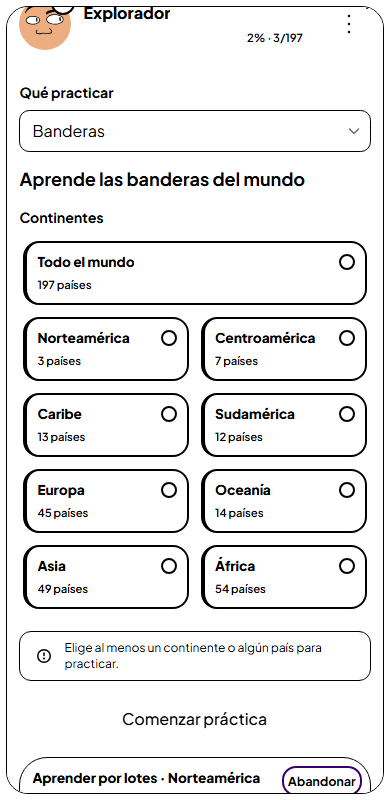 Explorador
2% · 3/197
Qué practicar
Banderas
Aprende las banderas del mundo
Continentes
Todo el mundo
197 países
Norteamérica
3 países
Centroamérica
7 países
Caribe
13 países
Sudamérica
12 países
Europa
45 países
Oceanía
14 países
Asia
49 países
África
54 países
Elige al menos un continente o algún país para
practicar.
Comenzar práctica
Aprender por lotes · Norteamérica
Abandonar